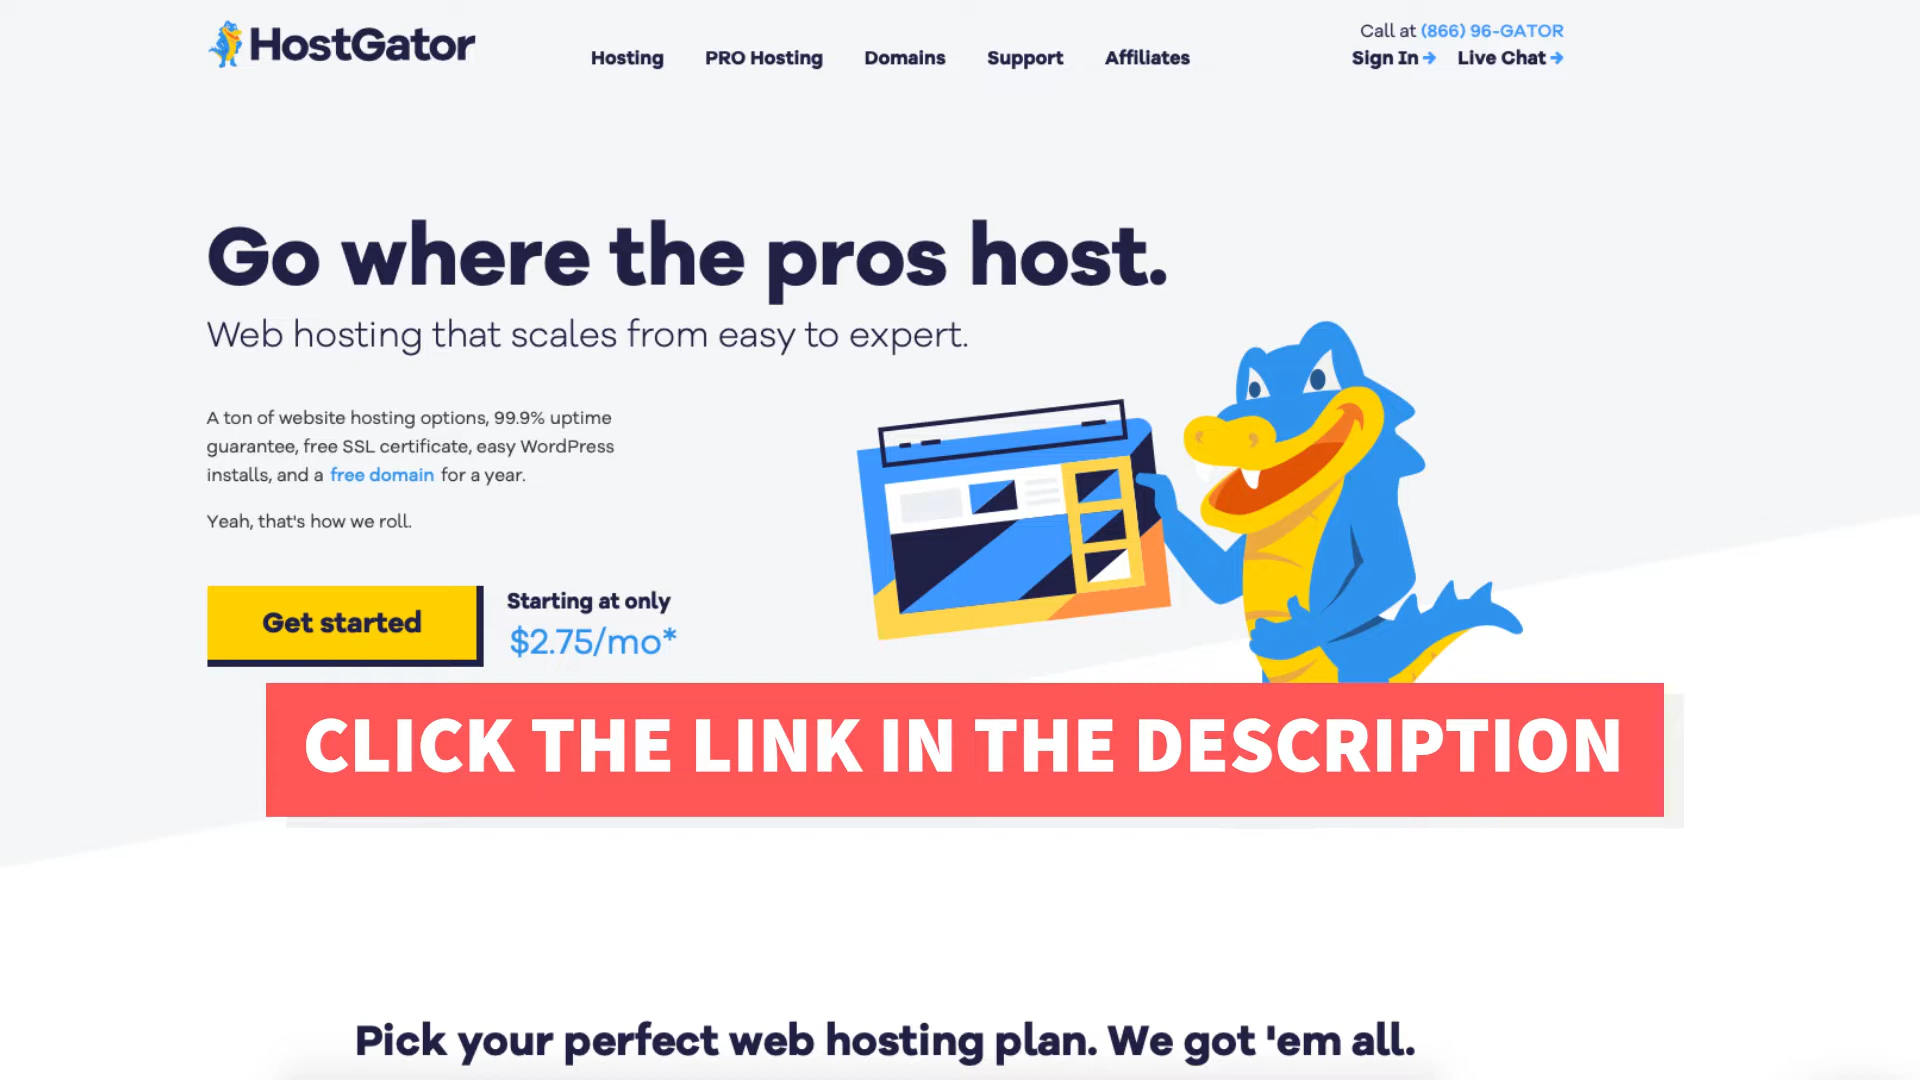 HostGator
Hosting
PRO Hosting
Domains
Support
Affiliates
Call at (866) 96-GATOR
Sign In
Live Chat
Go where the pros host.
Web hosting that scales from easy to expert.
A ton of website hosting options, 99.9% uptime
guarantee, free SSL certificate, easy WordPress
installs, and a free domain for a year.
Yeah, that's how we roll.
Get started
Starting at only
$2.75/mo*
CLICK THE LINK IN THE DESCRIPTION
Pick your perfect web hosting plan. We got 'em all.